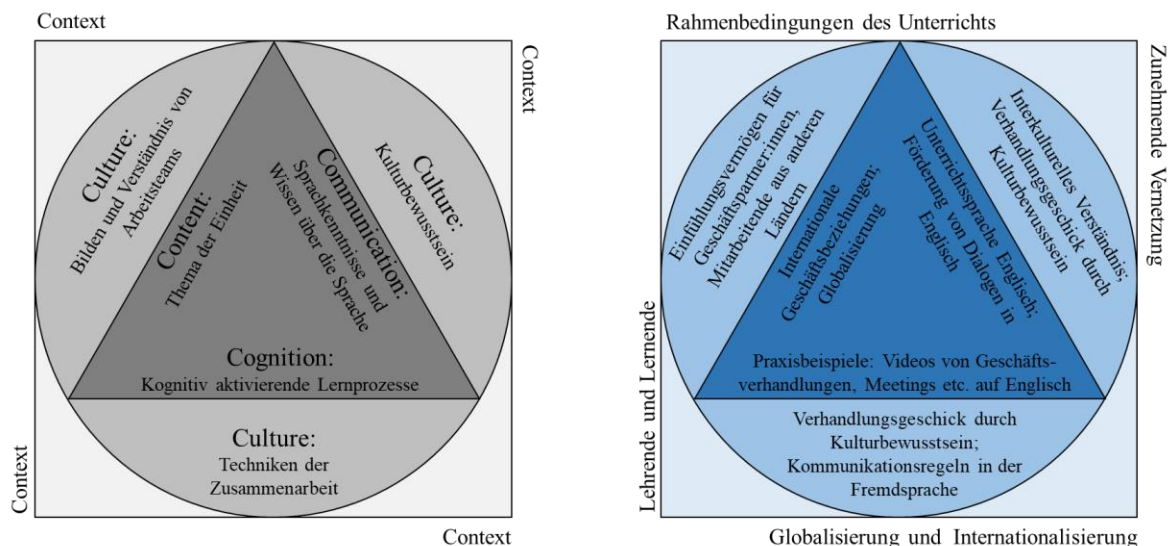 Context
Context
Culture:
Bilden und Verständnis von
Arbeitsteams
Content:
Thema der Einheit
Communication:
Sprachkenntnisse und
Wissen über die Sprache
Culture:
Kulturbewusstsein
Cognition:
Kognitiv aktivierende Lernprozesse
Culture:
Techniken der
Zusammenarbeit
Context
Context
Rahmenbedingungen des Unterrichts
Zunehmende Vernetzung
Einfühlungsvermögen für
Geschäftspartner:innen,
Mitarbeitende aus anderen
Ländern
Internationale
Geschäftsbeziehungen;
Globalisierung
Unterrichtssprache Englisch;
Förderung von Dialogen in
Englisch
Interkulturelles Verständnis;
Verhandlungsgeschick durch
Kulturbewusstsein
Praxisbeispiele: Videos von Geschäfts-
verhandlungen, Meetings etc. auf Englisch
Verhandlungsgeschick durch
Kulturbewusstsein;
Kommunikationsregeln in der
Fremdsprache
Lehrende und Lernende
Globalisierung und Internationalisierung